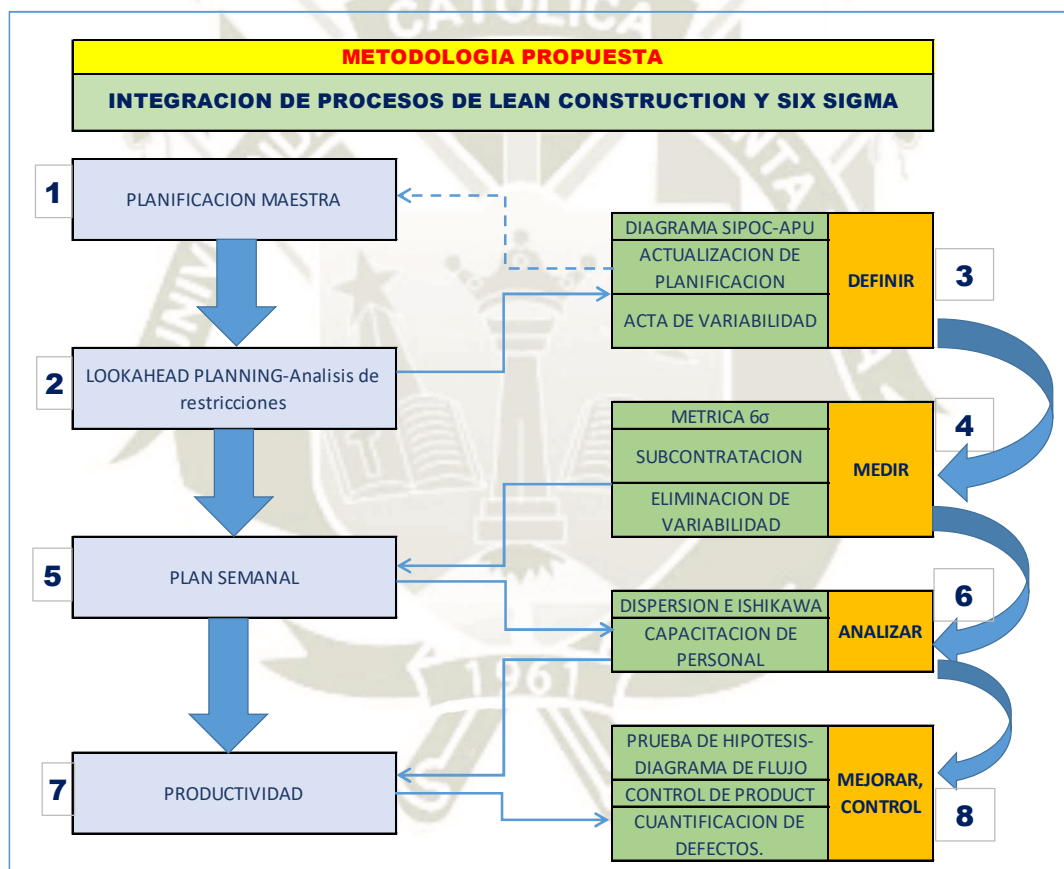 CATOLICA
METODOLOGIA PROPUESTA
INTEGRACION DE PROCESOS DE LEAN CONSTRUCTION Y SIX SIGMA
1
PLANIFICACION MAESTRA
DIAGRAMA SIPOC-APU
ACTUALIZACION DE
PLANIFICACION
ACTA DE VARIABILIDAD
DEFINIR
3
2
LOOKAHEAD PLANNING-Analisis de
restricciones
METRICA 6σ
SUBCONTRATACION
ELIMINACION DE
VARIABILIDAD
MEDIR
4
5
PLAN SEMANAL
DISPERSION E ISHIKAWA
CAPACITACION DE
PERSONAL
ANALIZAR
6
1961
7
PRODUCTIVIDAD
PRUEBA DE HIPOTESIS-
DIAGRAMA DE FLUJO
CONTROL DE PRODUCT
CUANTIFICACION DE
DEFECTOS.
MEJORAR,
CONTROL
8